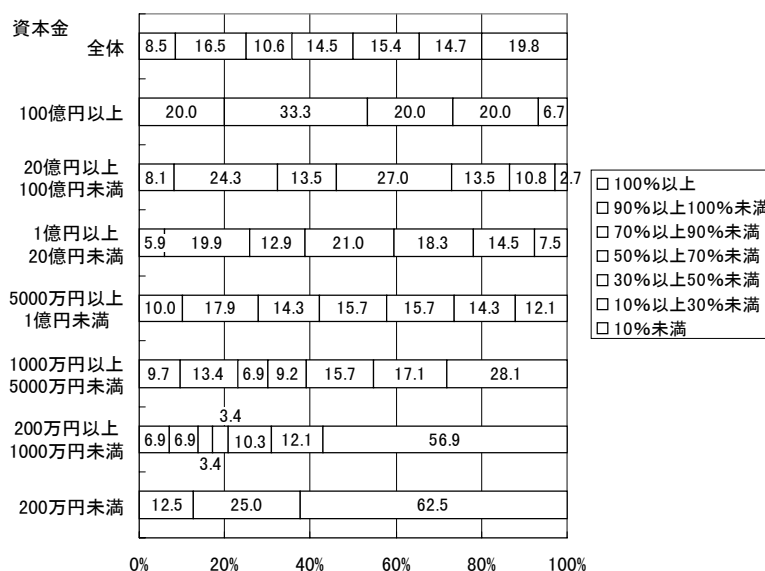 資本金
全体
8.5 16.5 10.6 14.5 15.4 14.7 19.8
100億円以上
20.0 33.3 20.0 20.0 6.7
20億円以上
100億円未満
8.1 24.3 13.5 27.0 13.5 10.8 2.7
1億円以上
20億円未満
5.9 19.9 12.9 21.0 18.3 14.5 7.5
5000万円以上
1億円未満
10.0 17.9 14.3 15.7 15.7 14.3 12.1
1000万円以上
5000万円未満
9.7 13.4 6.9 9.2 15.7 17.1 28.1
3.4
200万円以上
1000万円未満
6.9 6.9 10.3 12.1 56.9
3.4
200万円未満
12.5 25.0 62.5
0% 20% 40% 60% 80% 100%
100%以上
90%以上100%未満
70%以上90%未満
50%以上70%未満
30%以上50%未満
10%以上30%未満
10%未満